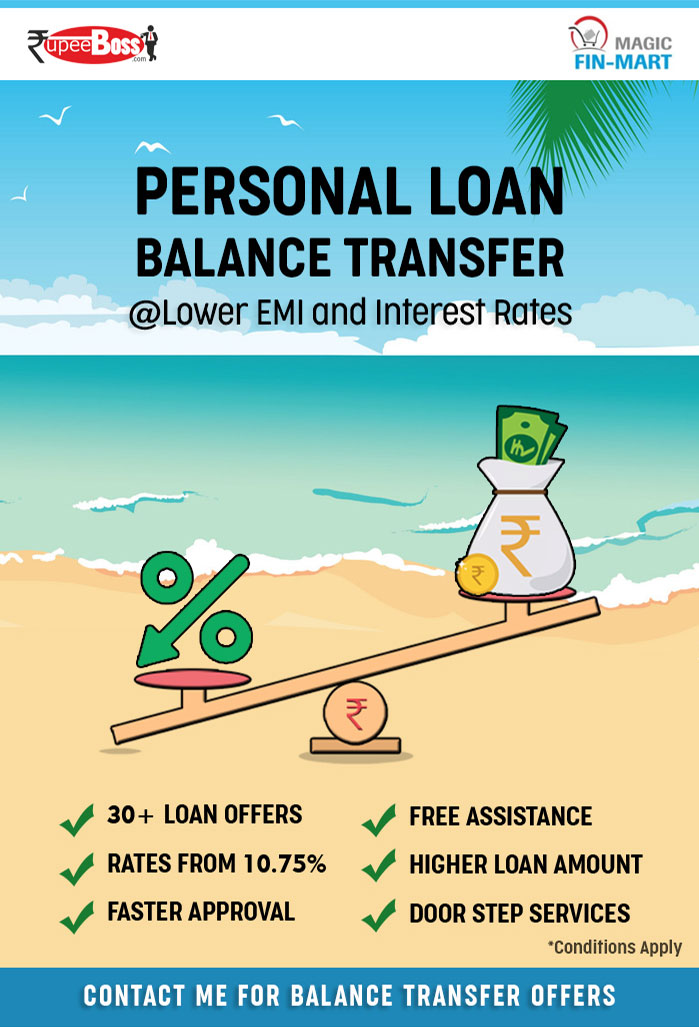 ₹upeeBoss
.com
MAGIC
FIN-MART
PERSONAL LOAN
BALANCE TRANSFER
@Lower EMI and Interest Rates
₹
₹
%
₹
30+ LOAN OFFERS
FREE ASSISTANCE
RATES FROM 10.75%
HIGHER LOAN AMOUNT
FASTER APPROVAL
DOOR STEP SERVICES
*Conditions Apply
CONTACT ME FOR BALANCE TRANSFER OFFERS